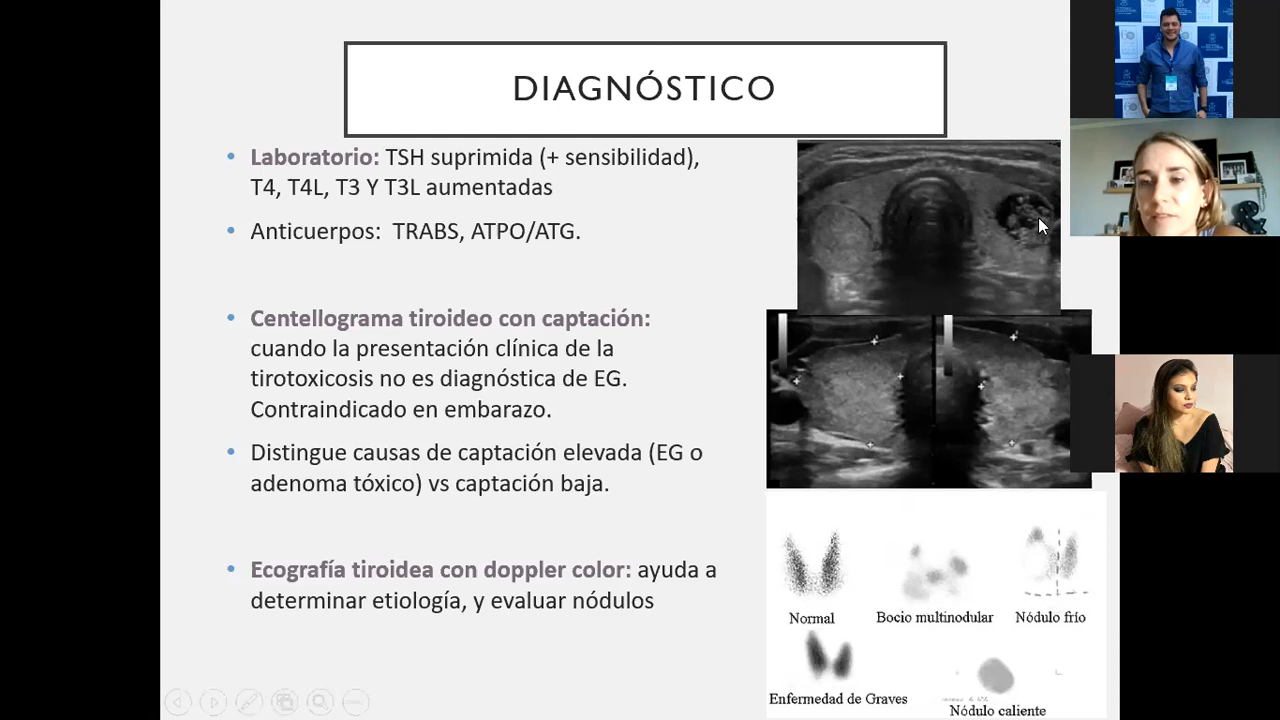 DIAGNÓSTICO
Laboratorio: TSH suprimida (+ sensibilidad),
T4, T4L, T3 Y T3L aumentadas
Anticuerpos: TRABS, ATPO/ATG.
Centellograma tiroideo con captación:
cuando la presentación clínica de la
tirotoxicosis no es diagnóstica de EG.
Contraindicado en embarazo.
Distingue causas de captación elevada (EG o
adenoma tóxico) vs captación baja.
Ecografía tiroidea con doppler color: ayuda a
determinar etiología, y evaluar nódulos
Normal
Bocio multinodular
Nódulo frío
Enfermedad de Graves
Nódulo caliente